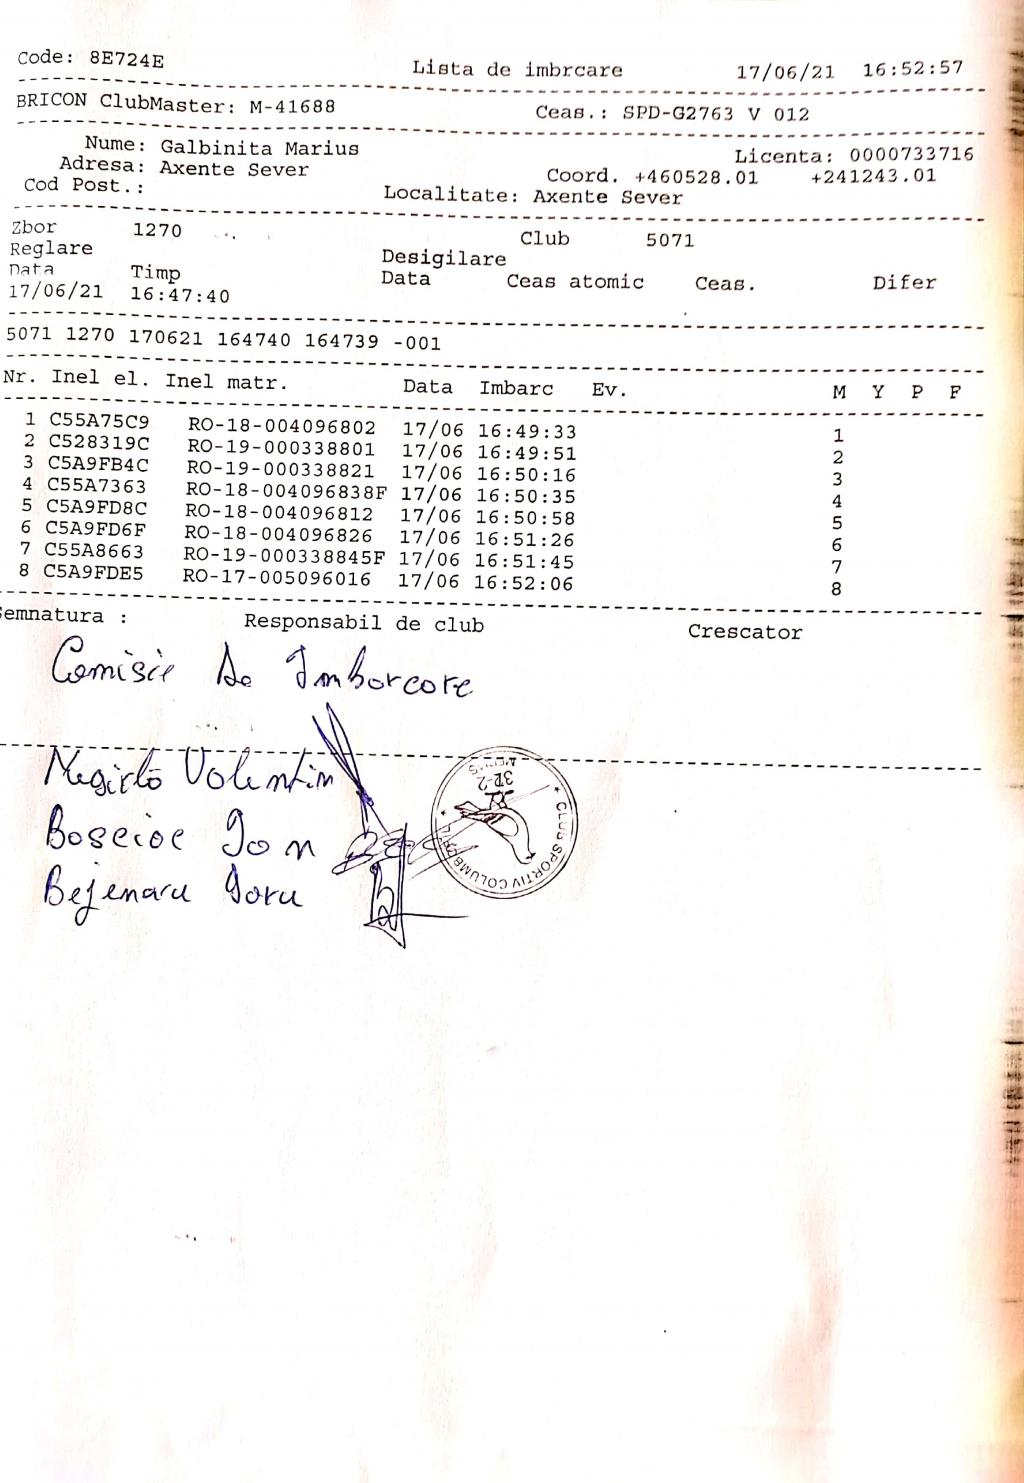 Code: 8E724E Lista de imbrcare 17/06/21 16:52:57
BRICON ClubMaster: M-41688 Ceas.: SPD-G2763 V 012
Nume: Galbinita Marius Licenta: 0000733716
Adresa: Axente Sever Coord. +460528.01 +241243.01
Cod Post.: Localitate: Axente Sever
Zbor 1270 Club 5071
Reglare Desigilare
Data Timp Data Ceas atomic Ceas. Difer
17/06/21 16:47:40
5071 1270 170621 164740 164739 -001
Nr. Inel el. Inel matr. Data Imbarc Ev. M Y P F
1 C55A75C9 RO-18-004096802 17/06 16:49:33 1
2 C528319C RO-19-000338801 17/06 16:49:51 2
3 C5A9FB4C RO-19-000338821 17/06 16:50:16 3
4 C55A7363 RO-18-004096838F 17/06 16:50:35 4
5 C5A9FD8C RO-18-004096812 17/06 16:50:58 5
6 C5A9FD6F RO-18-004096826 17/06 16:51:26 6
7 C55A8663 RO-19-000338845F 17/06 16:51:45 7
8 C5A9FDE5 RO-17-005096016 17/06 16:52:06 8
Semnatura : Responsabil de club Crescator
Comisie De Imborcore
Volentin
Ion
Bejenaru
CLUB SPORTIV